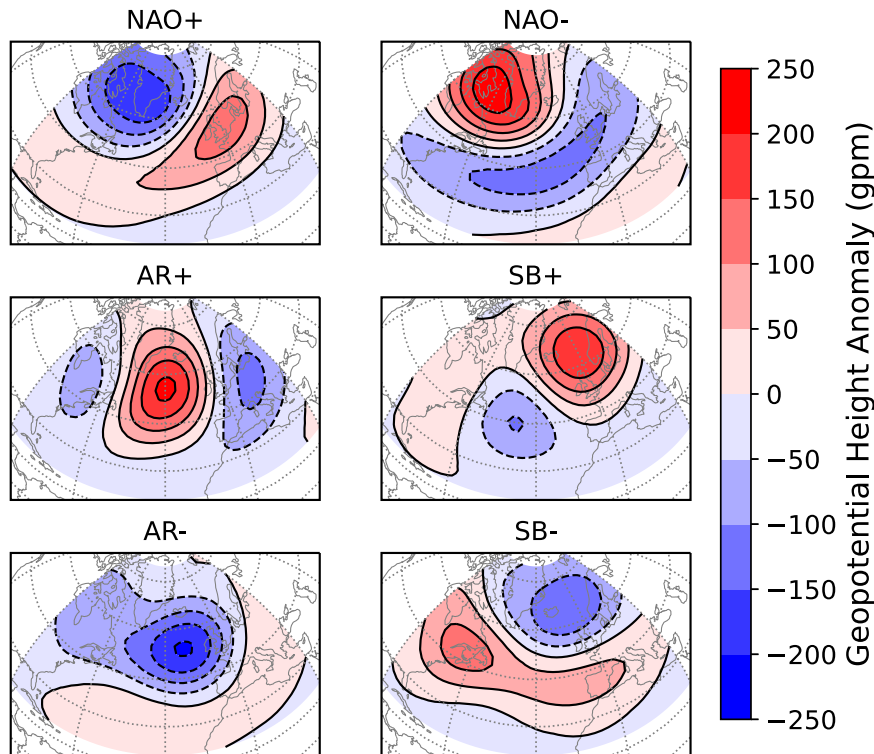 NAO+
NAO-
AR+
SB+
AR-
SB-
250
200
150
100
50
0
−50
−100
−150
−200
−250
Geopotential Height Anomaly (gpm)